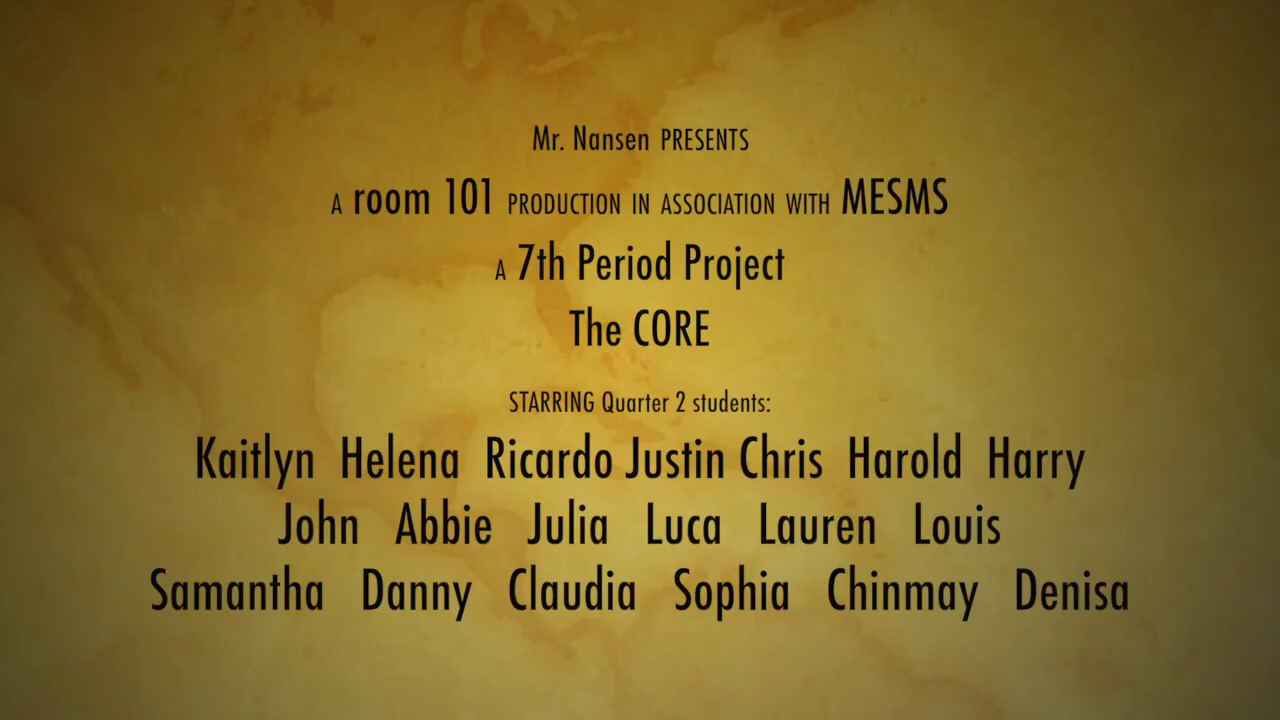 Mr. Nansen PRESENTS
A room 101 PRODUCTION IN ASSOCIATION WITH MESMS
A 7th Period Project
The CORE
STARRING Quarter 2 students:
Kaitlyn Helena Ricardo Justin Chris Harold Harry
John Abbie Julia Luca Lauren Louis
Samantha Danny Claudia Sophia Chinmay Denisa